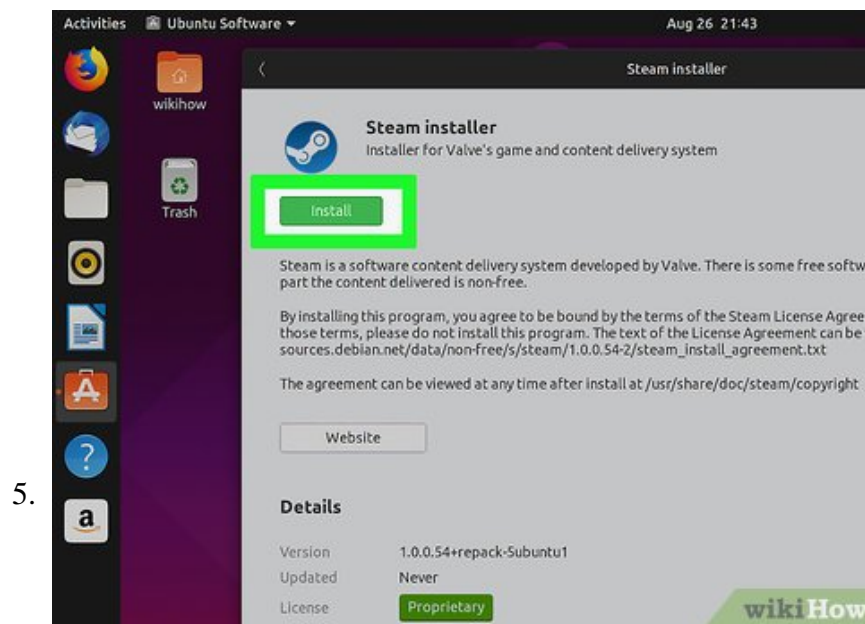 Activities Ubuntu Software Aug 26 21:43
Steam installer
wikihow
Steam installer
Installer for Valve's game and content delivery system
Trash
Install
Steam is a software content delivery system developed by Valve. There is some free softw
part the content delivered is non-free.
By installing this program, you agree to be bound by the terms of the Steam License Agree
those terms, please do not install this program. The text of the License Agreement can be
sources.debian.net/data/non-free/s/steam/1.0.0.54-2/steam_install_agreement.txt
The agreement can be viewed at any time after install at /usr/share/doc/steam/copyright
Website
5.
a
Details
Version 1.0.0.54+repack-5ubuntu1
Updated Never
License Proprietary
wikiHow